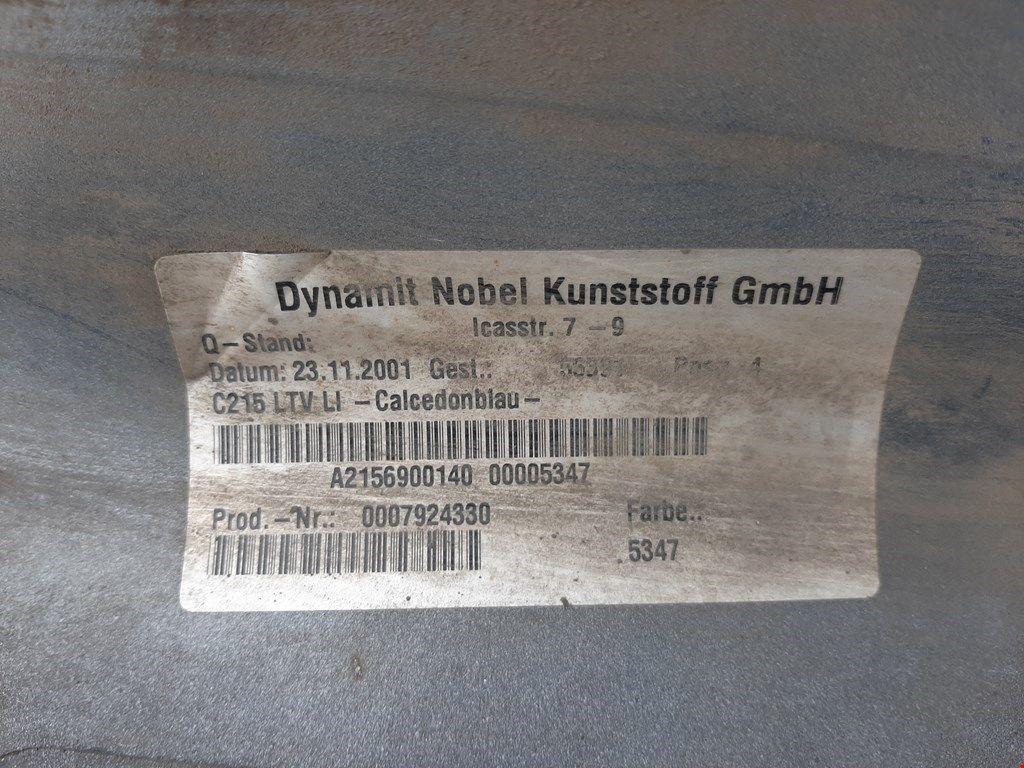 Dynamit Nobel Kunststoff GmbH
Icasstr. 7 - 9
Q-Stand:
Datum: 23.11.2001 Gest.:
C215 LTV LI -Calcedonblau-
A2156900140 00005347
Prod.-Nr.: 0007924330 Farbe.:
5347